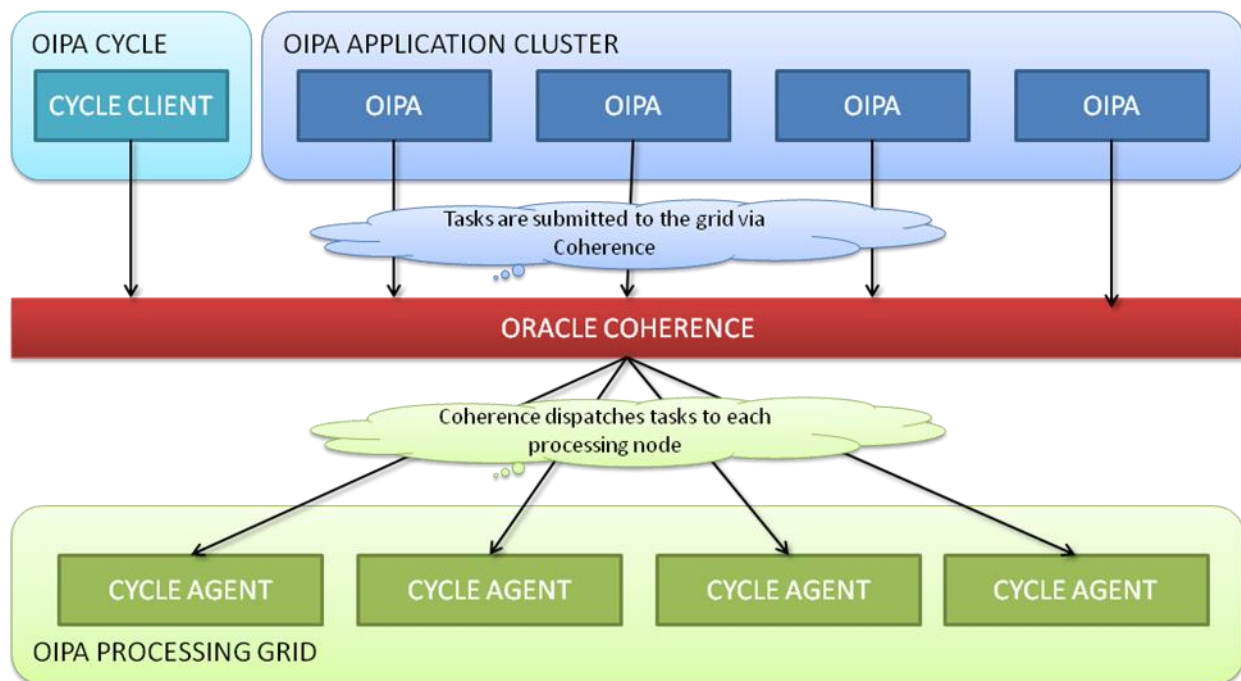 OIPA CYCLE
CYCLE CLIENT
OIPA APPLICATION CLUSTER
OIPA
OIPA
OIPA
OIPA
Tasks are submitted to the grid via
Coherence
ORACLE COHERENCE
Coherence dispatches tasks to each
processing node
CYCLE AGENT
CYCLE AGENT
CYCLE AGENT
CYCLE AGENT
OIPA PROCESSING GRID